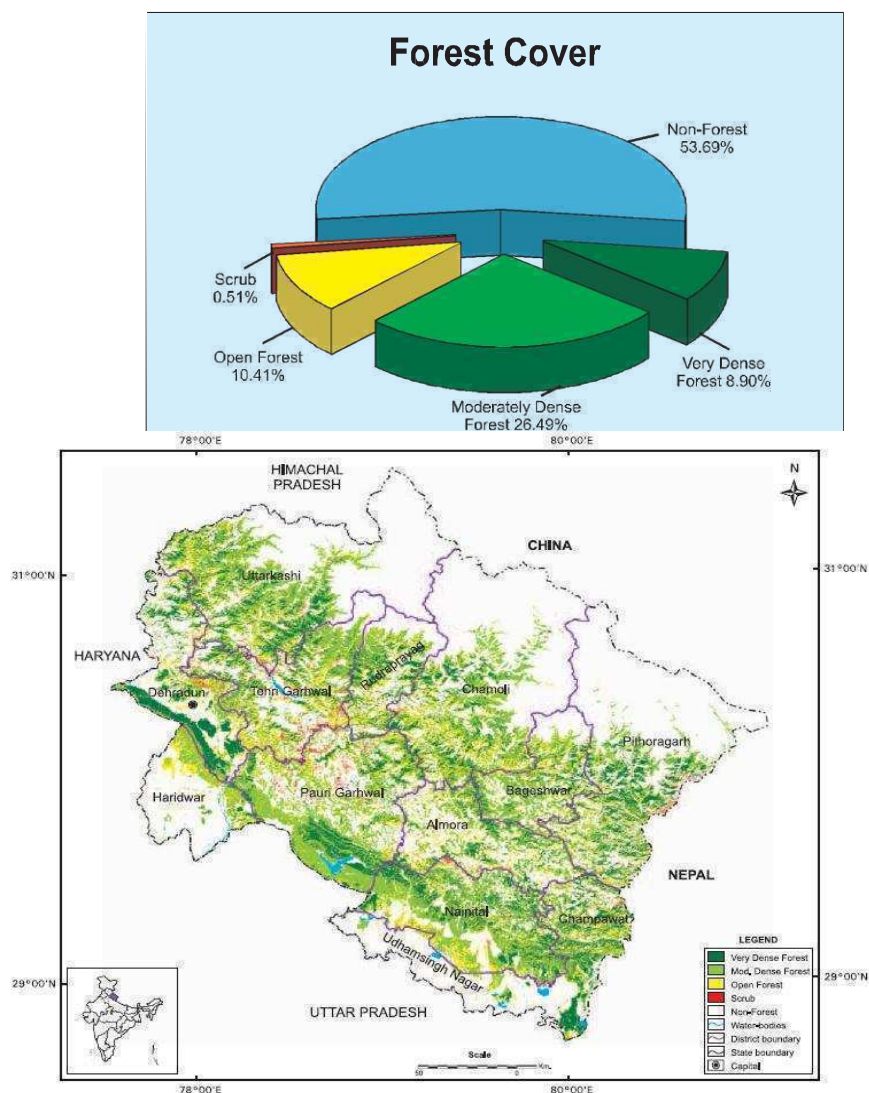 Forest Cover
Non-Forest
53.69%
Scrub
0.51%
Open Forest
10.41%
Very Dense
Forest 8.90%
Moderately Dense
Forest 26.49%
78°00'E
80°00'E
HIMACHAL
PRADESH
N
CHINA
31°00'N
31°00'N
Uttarkashi
HARYANA
Rudraprayag
Dehradun
Tehri Garhwal
Chamoli
Pithoragarh
Haridwar
Pauri Garhwal
Bageshwar
Almora
NEPAL
Nainital
Champawat
Udhamsingh Nagar
LEGEND
Very Dense Forest
Mod. Dense Forest
Open Forest
Scrub
Non-Forest
Water-bodies
District boundary
State boundary
Capital
29°00'N
29°00'N
UTTAR PRADESH
Scale
50
0
Km
78°00'E
80°00'E